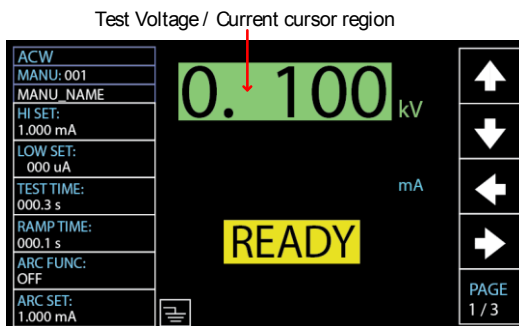 Test Voltage / Current cursor region
ACW
MANU: 001
MANU_NAME
HI SET:
1.000 mA
LOW SET:
000 uA
TEST TIME:
000.3 s
RAMP TIME:
000.1 s
ARC FUNC:
OFF
ARC SET:
1.000 mA
0. 100 kV
mA
READY
PAGE
1 / 3